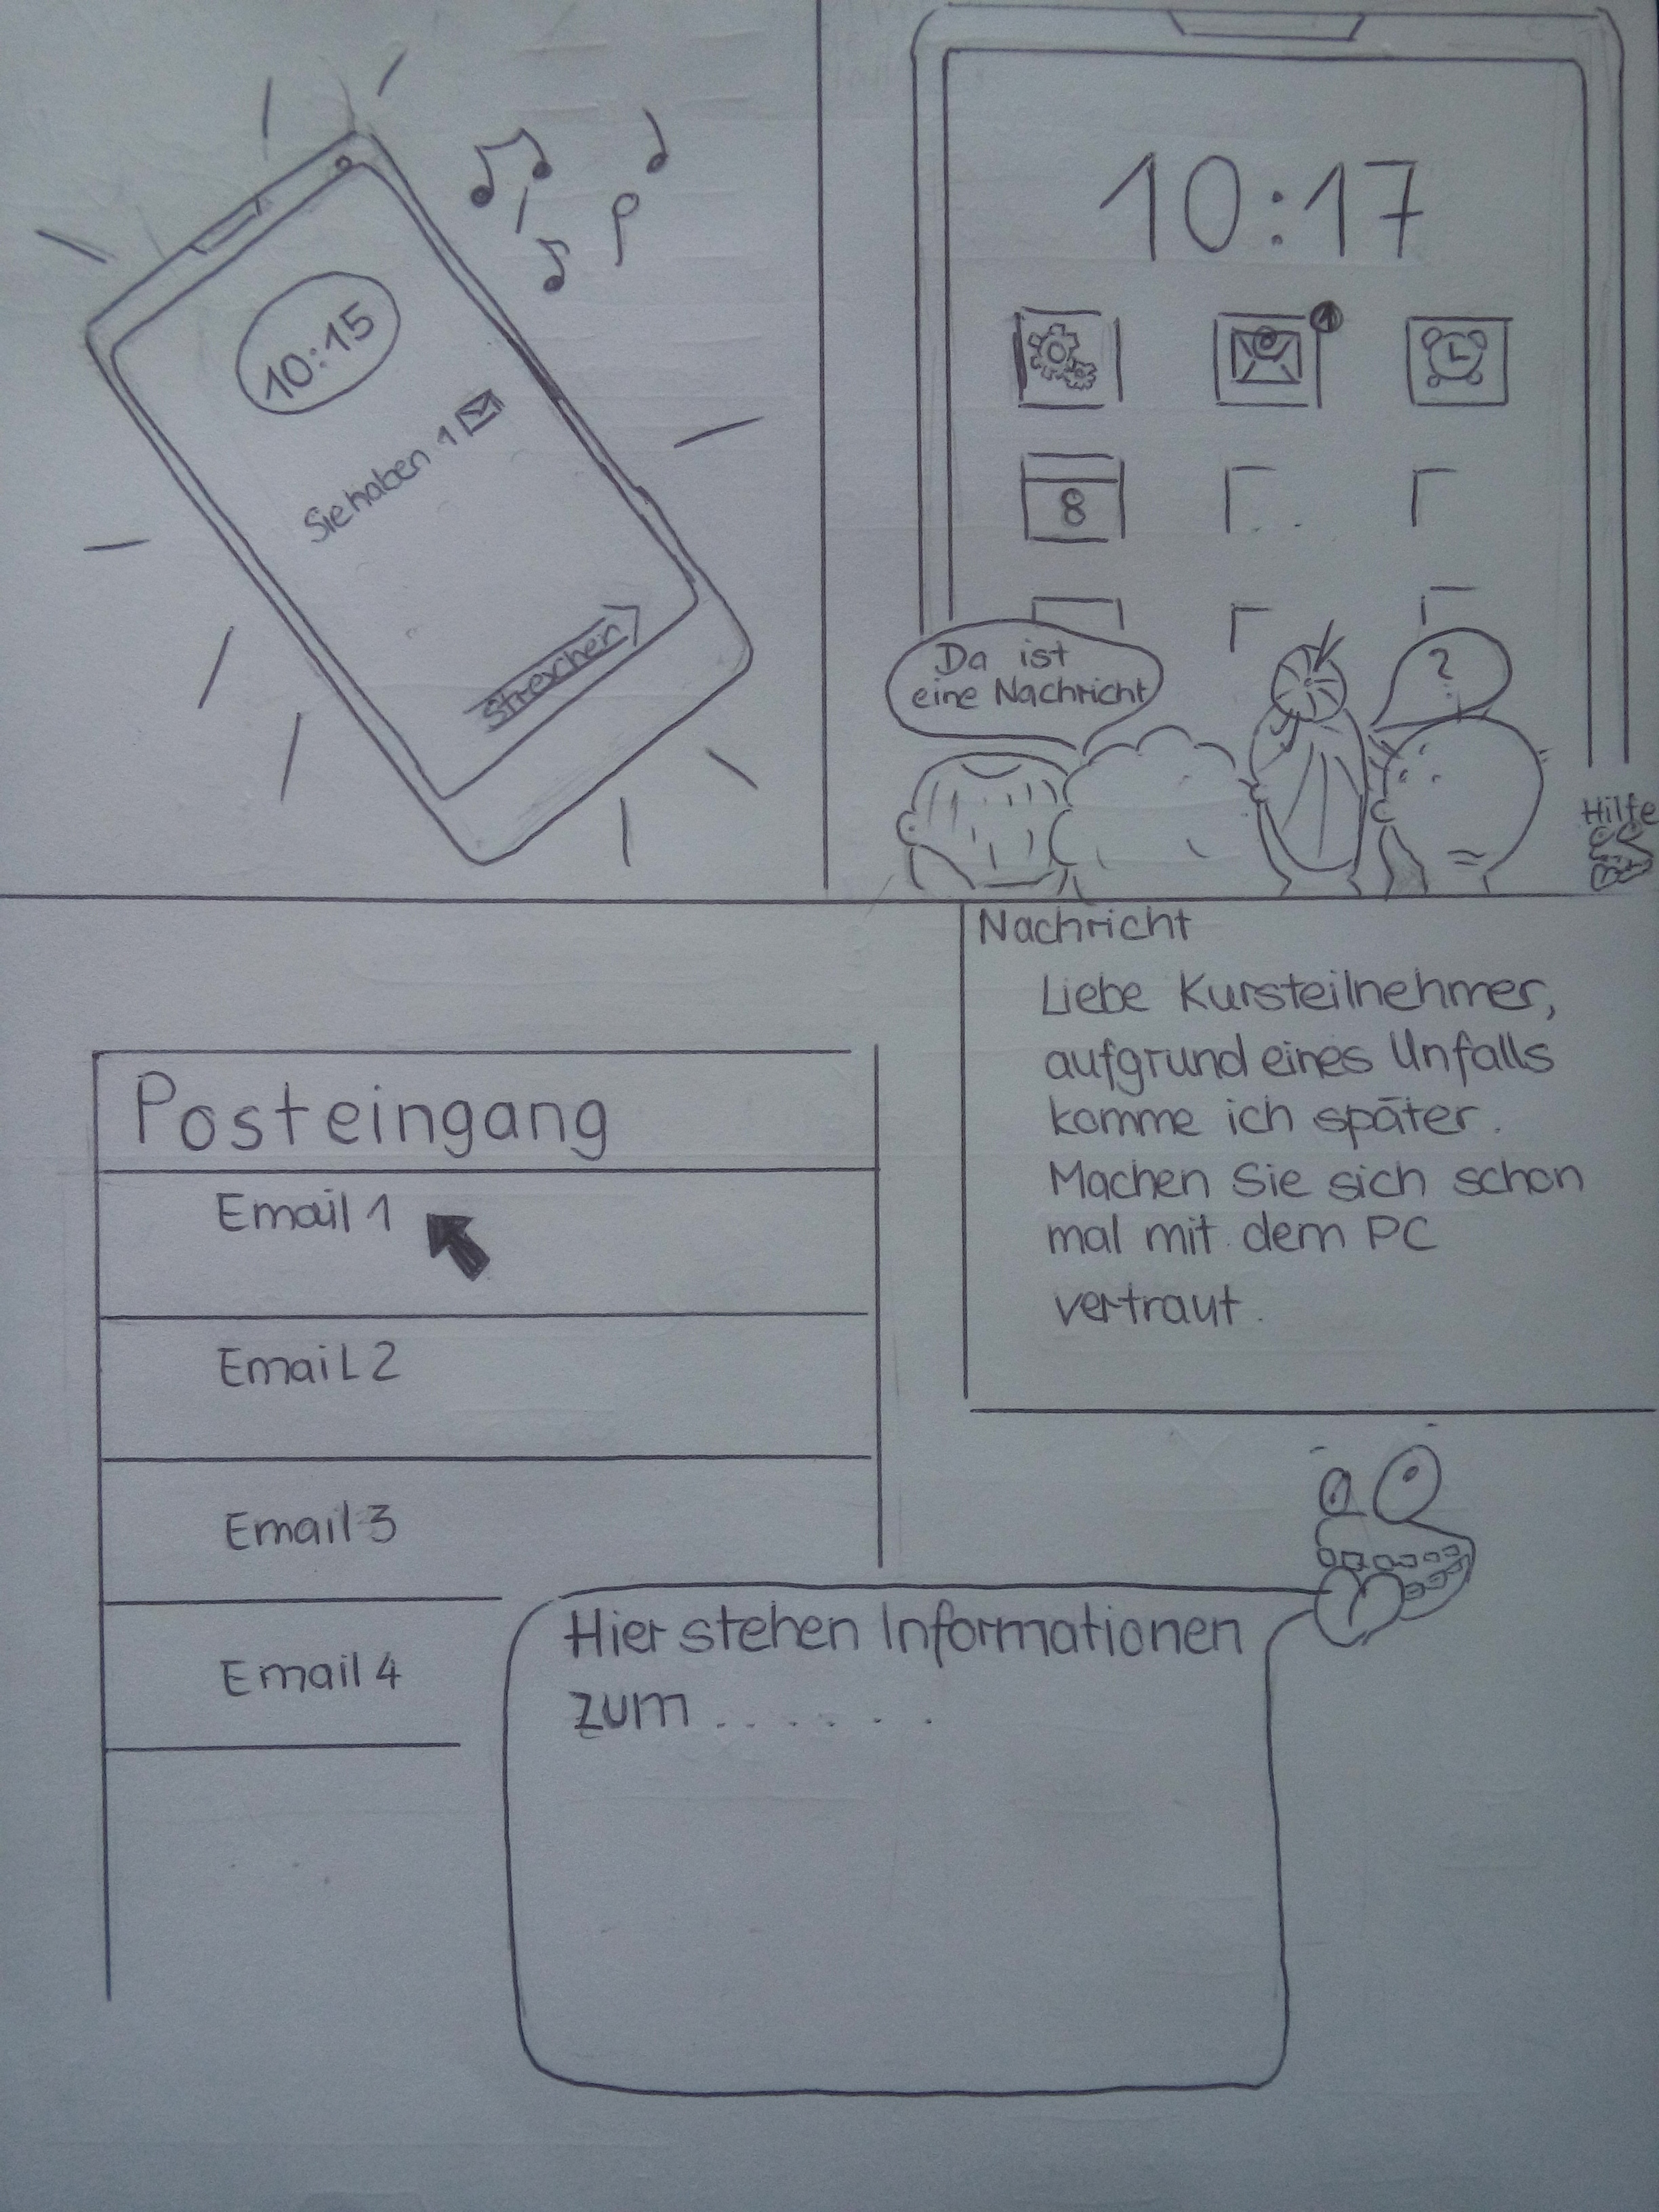 10:15
Sie haben 1
Streichen
10:17
1
8
Da ist
eine Nachricht
?
Hilfe
Nachricht
Liebe Kursteilnehmer,
aufgrund eines Unfalls
komme ich später.
Machen Sie sich schon
mal mit dem PC
vertraut.
Posteingang
Email 1
Email 2
Email 3
Email 4
Hier stehen Informationen
zum . . . . . .